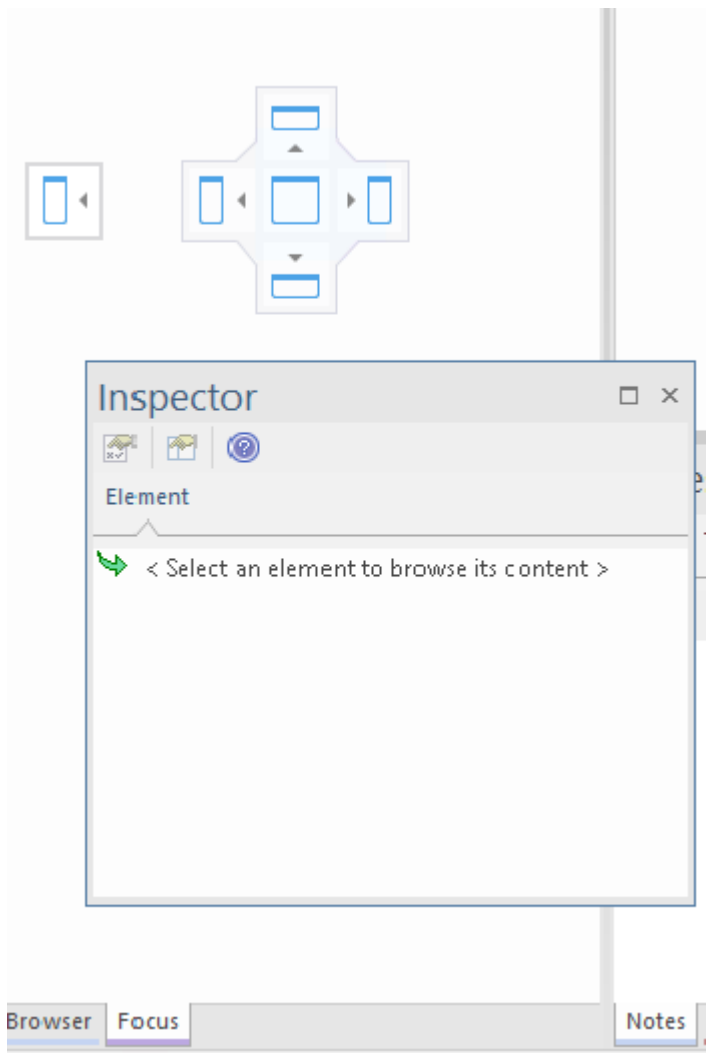 Inspector
Element
< Select an element to browse its content >
Browser Focus Notes